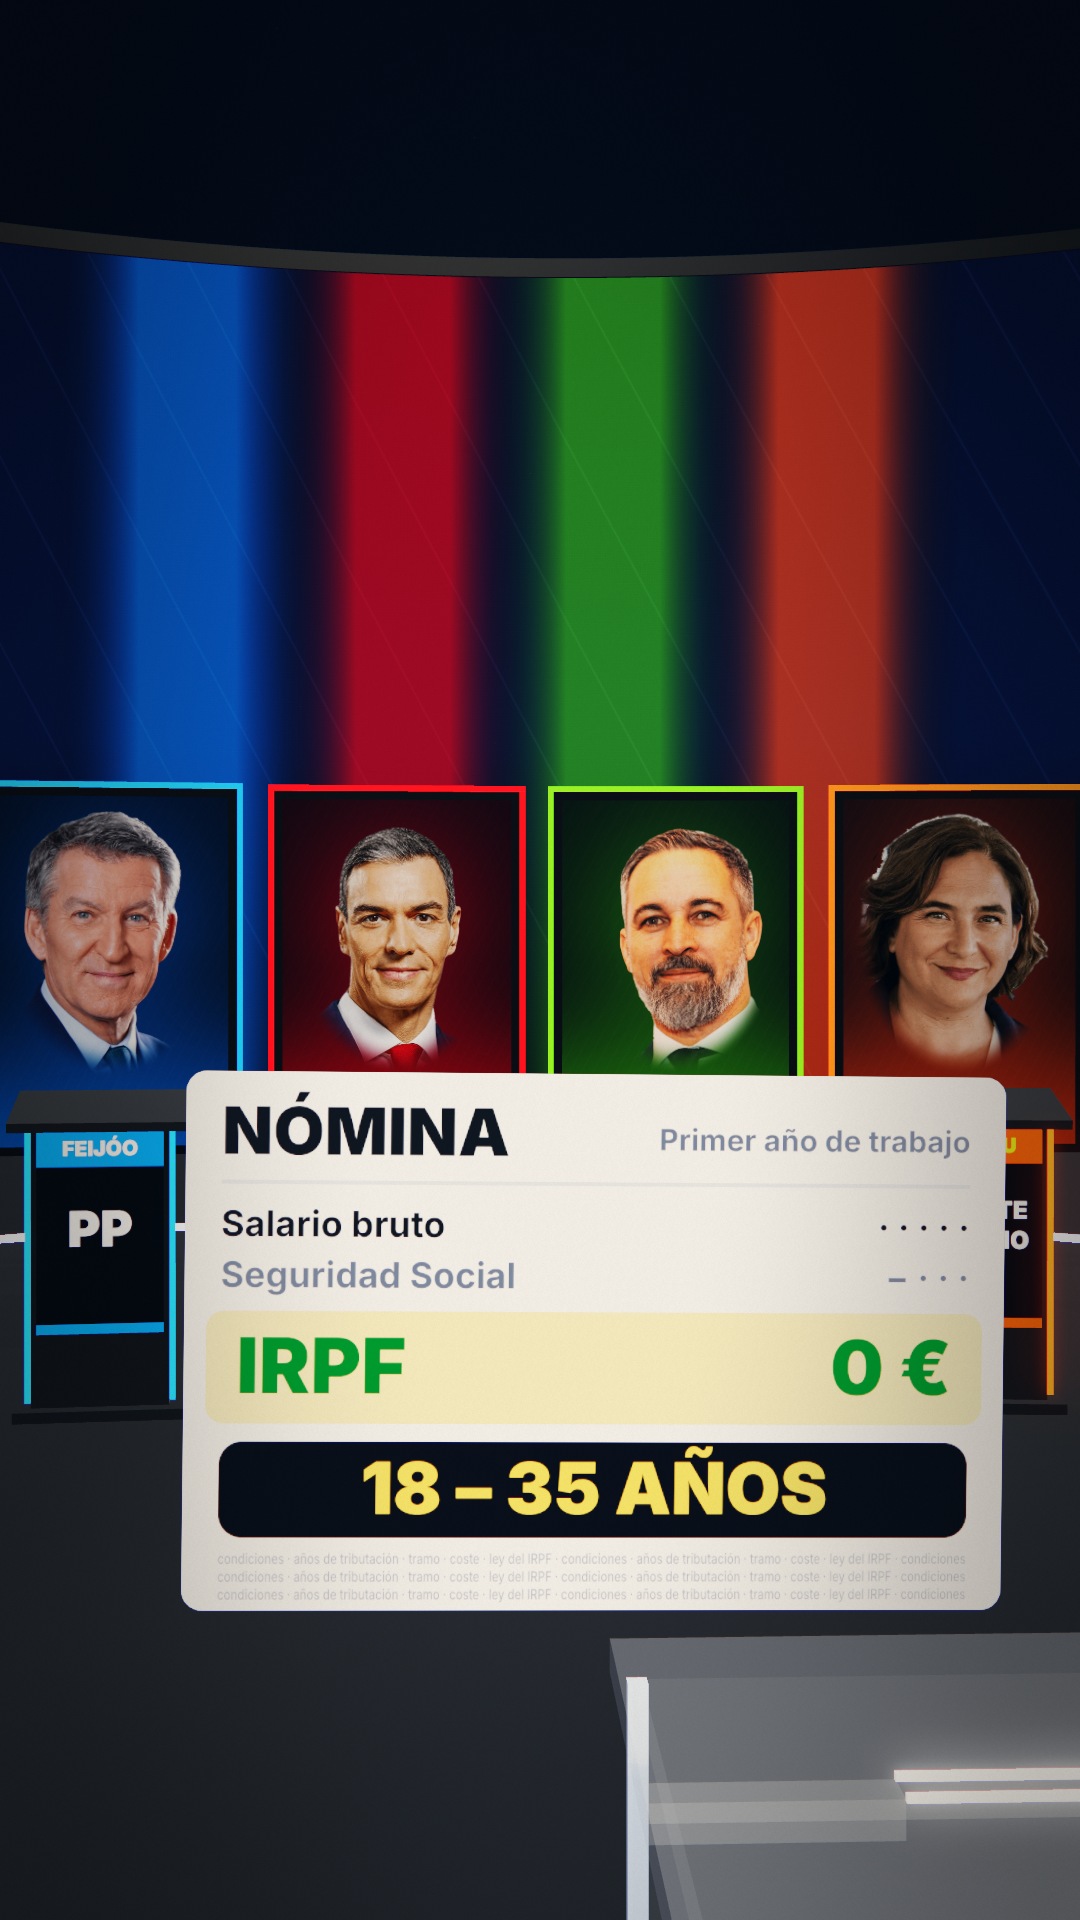 FEIJÓO
PP
NÓMINA
Primer año de trabajo
Salario bruto
Seguridad Social
–
IRPF
0 €
18 – 35 AÑOS
condiciones · años de tributación · tramo · coste · ley del IRPF · condiciones · años de tributación · tramo · coste · ley del IRPF · condiciones
condiciones · años de tributación · tramo · coste · ley del IRPF · condiciones · años de tributación · tramo · coste · ley del IRPF · condiciones
condiciones · años de tributación · tramo · coste · ley del IRPF · condiciones · años de tributación · tramo · coste · ley del IRPF · condiciones